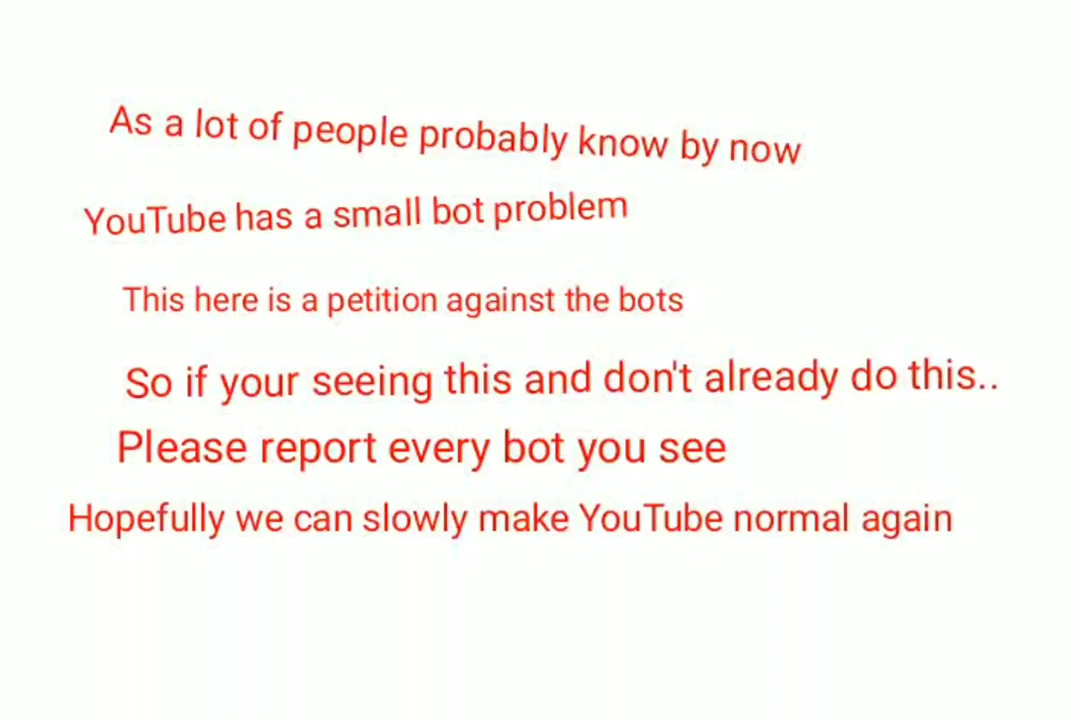 As a lot of people probably know by now
YouTube has a small bot problem
This here is a petition against the bots
So if your seeing this and don't already do this..
Please report every bot you see
Hopefully we can slowly make YouTube normal again